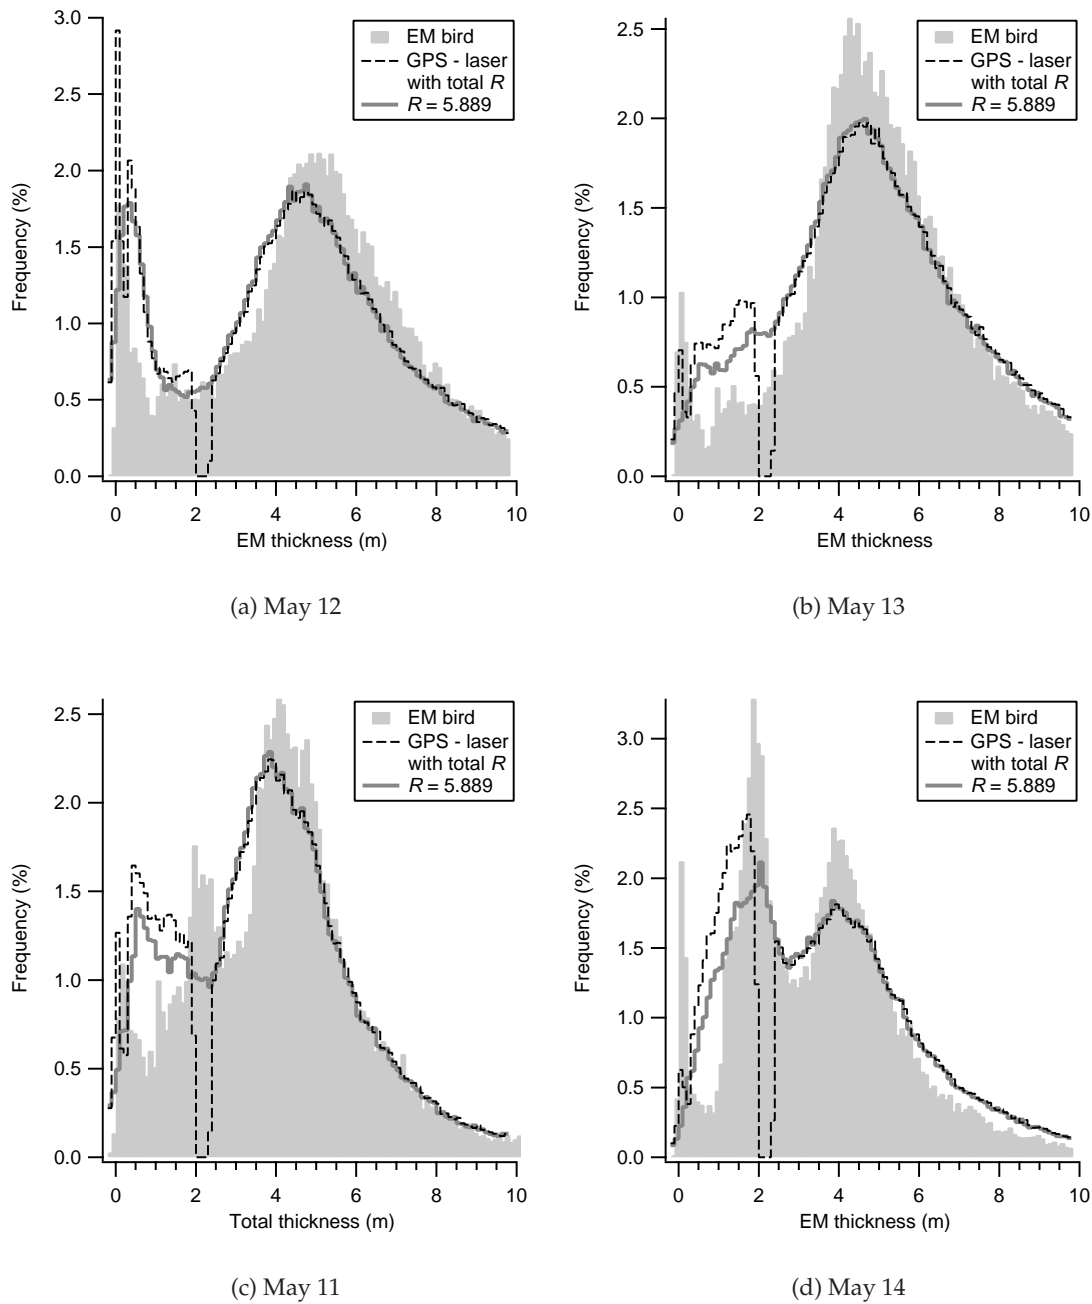 3.0
2.5
2.0
1.5
1.0
0.5
0.0
Frequency (%)
EM bird
GPS - laser
with total R
R = 5.889
0 2 4 6 8 10
EM thickness (m)
(a) May 12
2.5
2.0
1.5
1.0
0.5
0.0
Frequency (%)
EM bird
GPS - laser
with total R
R = 5.889
0 2 4 6 8 10
EM thickness
(b) May 13
2.5
2.0
1.5
1.0
0.5
0.0
Frequency (%)
EM bird
GPS - laser
with total R
R = 5.889
0 2 4 6 8 10
Total thickness (m)
(c) May 11
3.0
2.5
2.0
1.5
1.0
0.5
0.0
Frequency (%)
EM bird
GPS - laser
with total R
R = 5.889
0 2 4 6 8 10
EM thickness (m)
(d) May 14